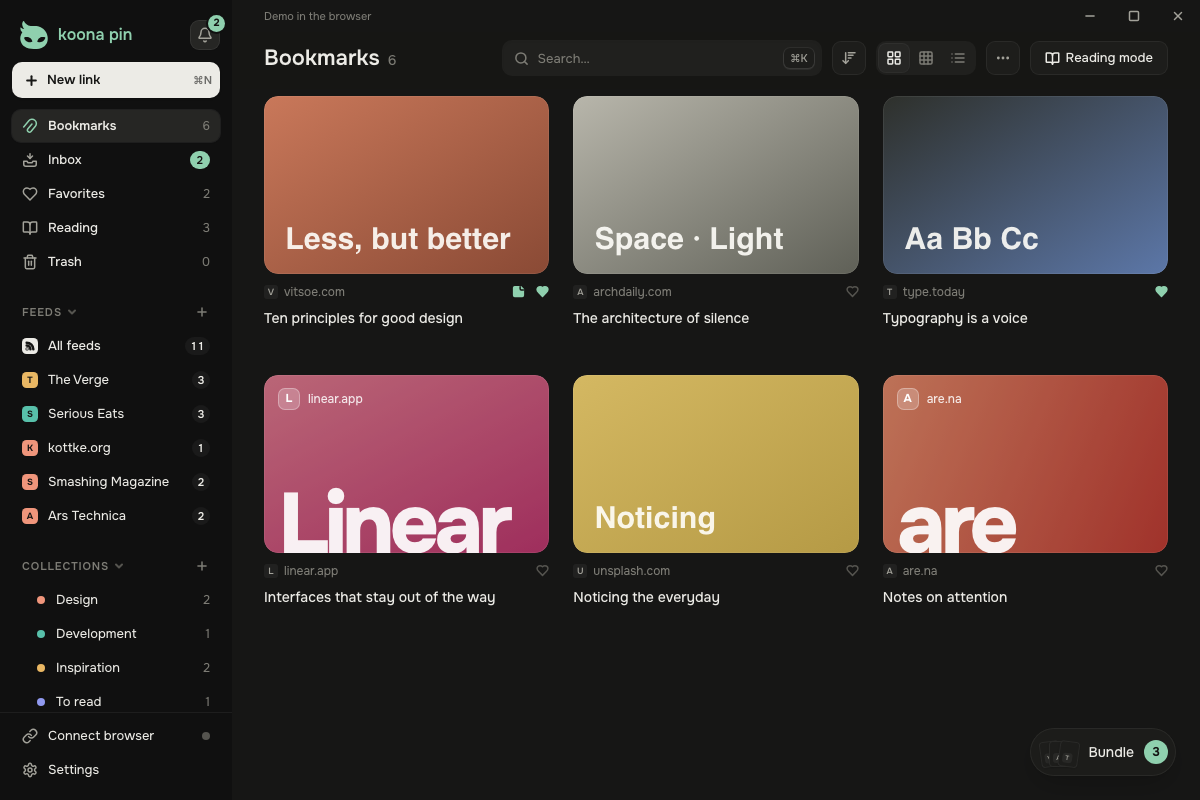 koona pin
2
New link
⌘N
Bookmarks 6
Inbox 2
Favorites 2
Reading 3
Trash 0
FEEDS
All feeds 11
T The Verge 3
S Serious Eats 3
K kottke.org 1
S Smashing Magazine 2
A Ars Technica 2
COLLECTIONS
Design 2
Development 1
Inspiration 2
To read 1
Connect browser
Settings
Demo in the browser
Bookmarks 6
Search...
⌘K
Reading mode
Less, but better
V vitsoe.com
Ten principles for good design
Space · Light
A archdaily.com
The architecture of silence
Aa Bb Cc
T type.today
Typography is a voice
L linear.app
Linear
L linear.app
Interfaces that stay out of the way
Noticing
U unsplash.com
Noticing the everyday
A are.na
are
A are.na
Notes on attention
Bundle 3